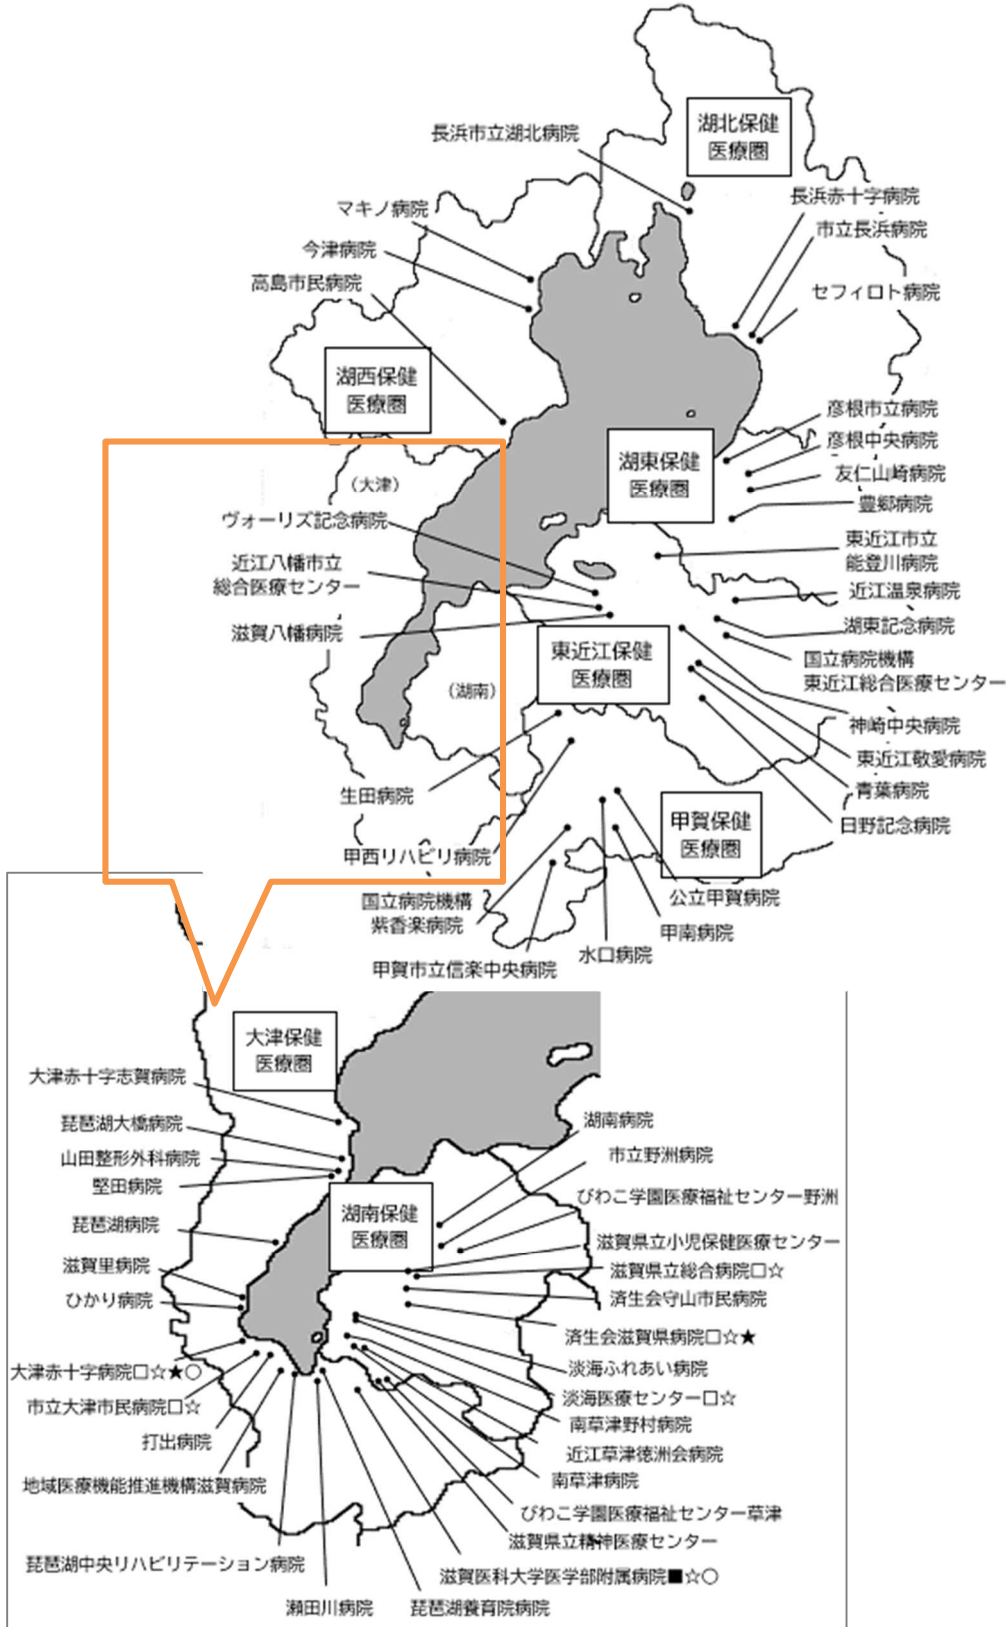 湖北保健
医療圏
長浜市立湖北病院
長浜赤十字病院
マキノ病院
市立長浜病院
今津病院
高島市民病院
セフィロト病院
湖西保健
医療圏
彦根市立病院
彦根中央病院
湖東保健
医療圏
友仁山崎病院
(大津)
豊郷病院
ヴォーリズ記念病院
東近江市立
能登川病院
近江八幡市立
総合医療センター
近江温泉病院
滋賀八幡病院
湖東記念病院
東近江保健
医療圏
国立病院機構
東近江総合医療センター
(湖南)
神崎中央病院
東近江敬愛病院
青葉病院
生田病院
日野記念病院
甲賀保健
医療圏
甲西リハビリ病院
国立病院機構
紫香楽病院
公立甲賀病院
甲南病院
水口病院
甲賀市立信楽中央病院
大津保健
医療圏
大津赤十字志賀病院
琵琶湖大橋病院
山田整形外科病院
堅田病院
琵琶湖病院
滋賀里病院
ひかり病院
大津赤十字病院□☆★○
市立大津市民病院□☆
打出病院
地域医療機能推進機構滋賀病院
琵琶湖中央リハビリテーション病院
瀬田川病院
琵琶湖養育院病院
湖南保健
医療圏
湖南病院
市立野洲病院
びわこ学園医療福祉センター野洲
滋賀県立小児保健医療センター
滋賀県立総合病院□☆
済生会守山市民病院
済生会滋賀県病院□☆★
淡海ふれあい病院
淡海医療センター□☆
南草津野村病院
近江草津徳洲会病院
南草津病院
びわこ学園医療福祉センター草津
滋賀県立精神医療センター
滋賀医科大学医学部附属病院■☆○